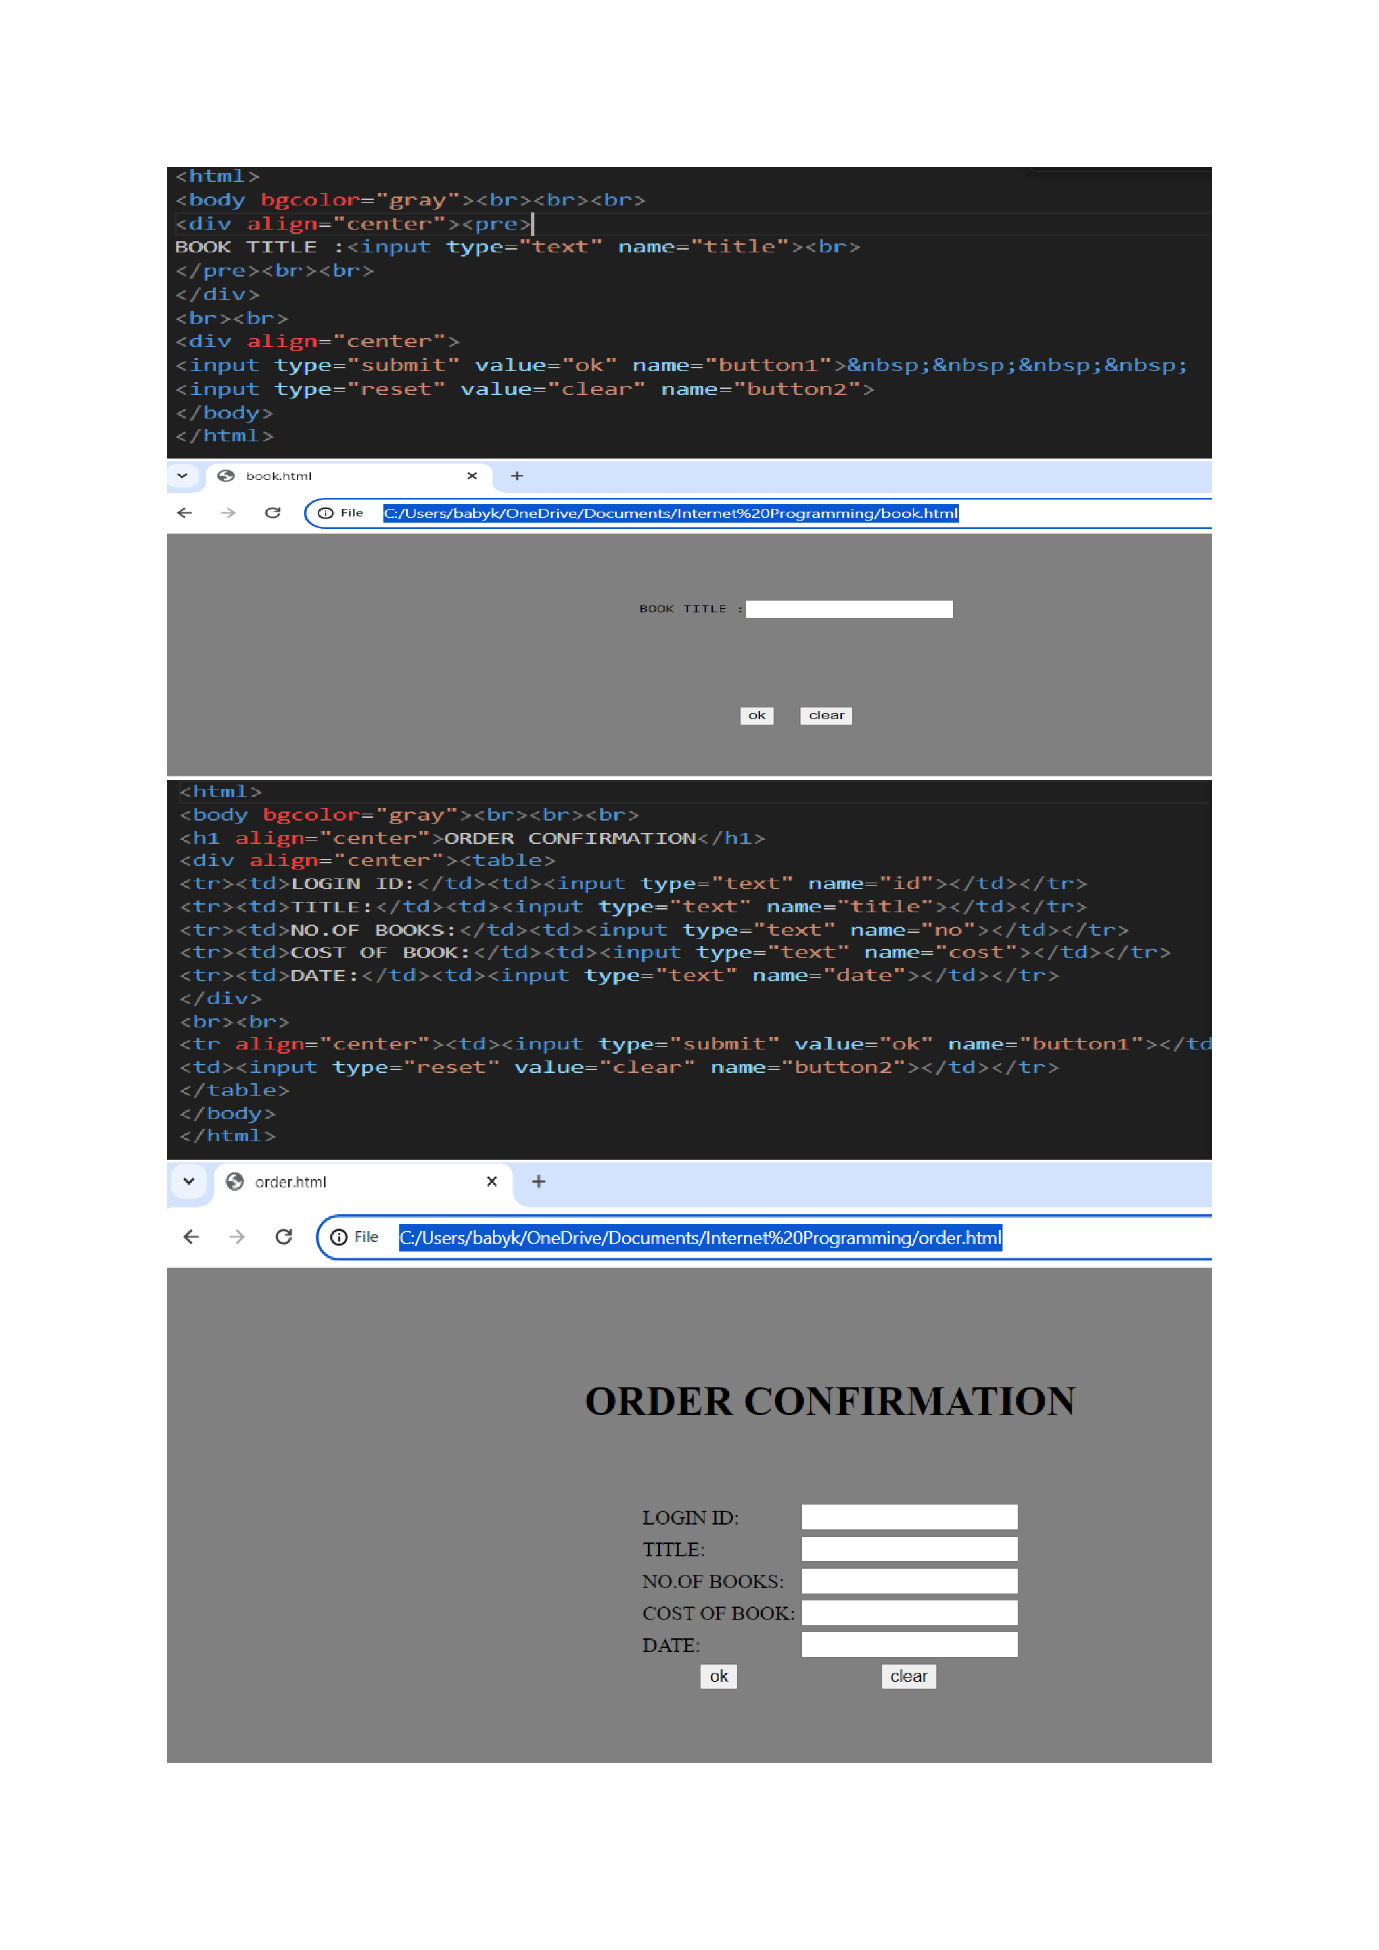 <html>
<body bgcolor="gray"><br><br><br>
<div align="center"><pre>
BOOK TITLE :<input type="text" name="title"><br>
</pre><br><br>
</div>
<br><br>
<div align="center">
<input type="submit" value="ok" name="button1">&nbsp;&nbsp;&nbsp;&nbsp;
<input type="reset" value="clear" name="button2">
</body>
</html>
book.html
File C:/Users/babyk/OneDrive/Documents/Internet%20Programming/book.html
BOOK TITLE :
ok clear
<html>
<body bgcolor="gray"><br><br><br>
<h1 align="center">ORDER CONFIRMATION</h1>
<div align="center"><table>
<tr><td>LOGIN ID:</td><td><input type="text" name="id"></td></tr>
<tr><td>TITLE:</td><td><input type="text" name="title"></td></tr>
<tr><td>NO.OF BOOKS:</td><td><input type="text" name="no"></td></tr>
<tr><td>COST OF BOOK:</td><td><input type="text" name="cost"></td></tr>
<tr><td>DATE:</td><td><input type="text" name="date"></td></tr>
</div>
<br><br>
<tr align="center"><td><input type="submit" value="ok" name="button1"></td
<td><input type="reset" value="clear" name="button2"></td></tr>
</table>
</body>
</html>
order.html
File C:/Users/babyk/OneDrive/Documents/Internet%20Programming/order.html
ORDER CONFIRMATION
LOGIN ID:
TITLE:
NO.OF BOOKS:
COST OF BOOK:
DATE:
ok clear